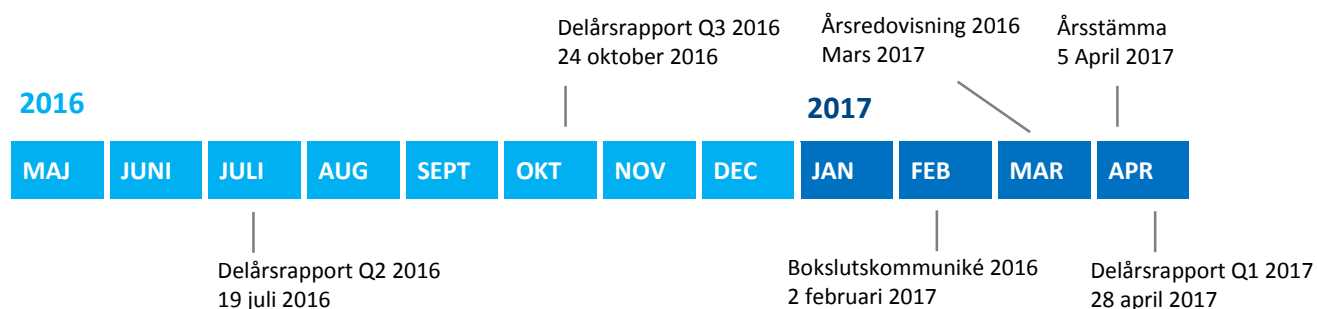 Delårsrapport Q3 2016
24 oktober 2016
Årsredovisning 2016
Mars 2017
Årsstämma
5 April 2017
2016
2017
MAJ JUNI JULI AUG SEPT OKT NOV DEC JAN FEB MAR APR
Delårsrapport Q2 2016
19 juli 2016
Bokslutskommuniké 2016
2 februari 2017
Delårsrapport Q1 2017
28 april 2017